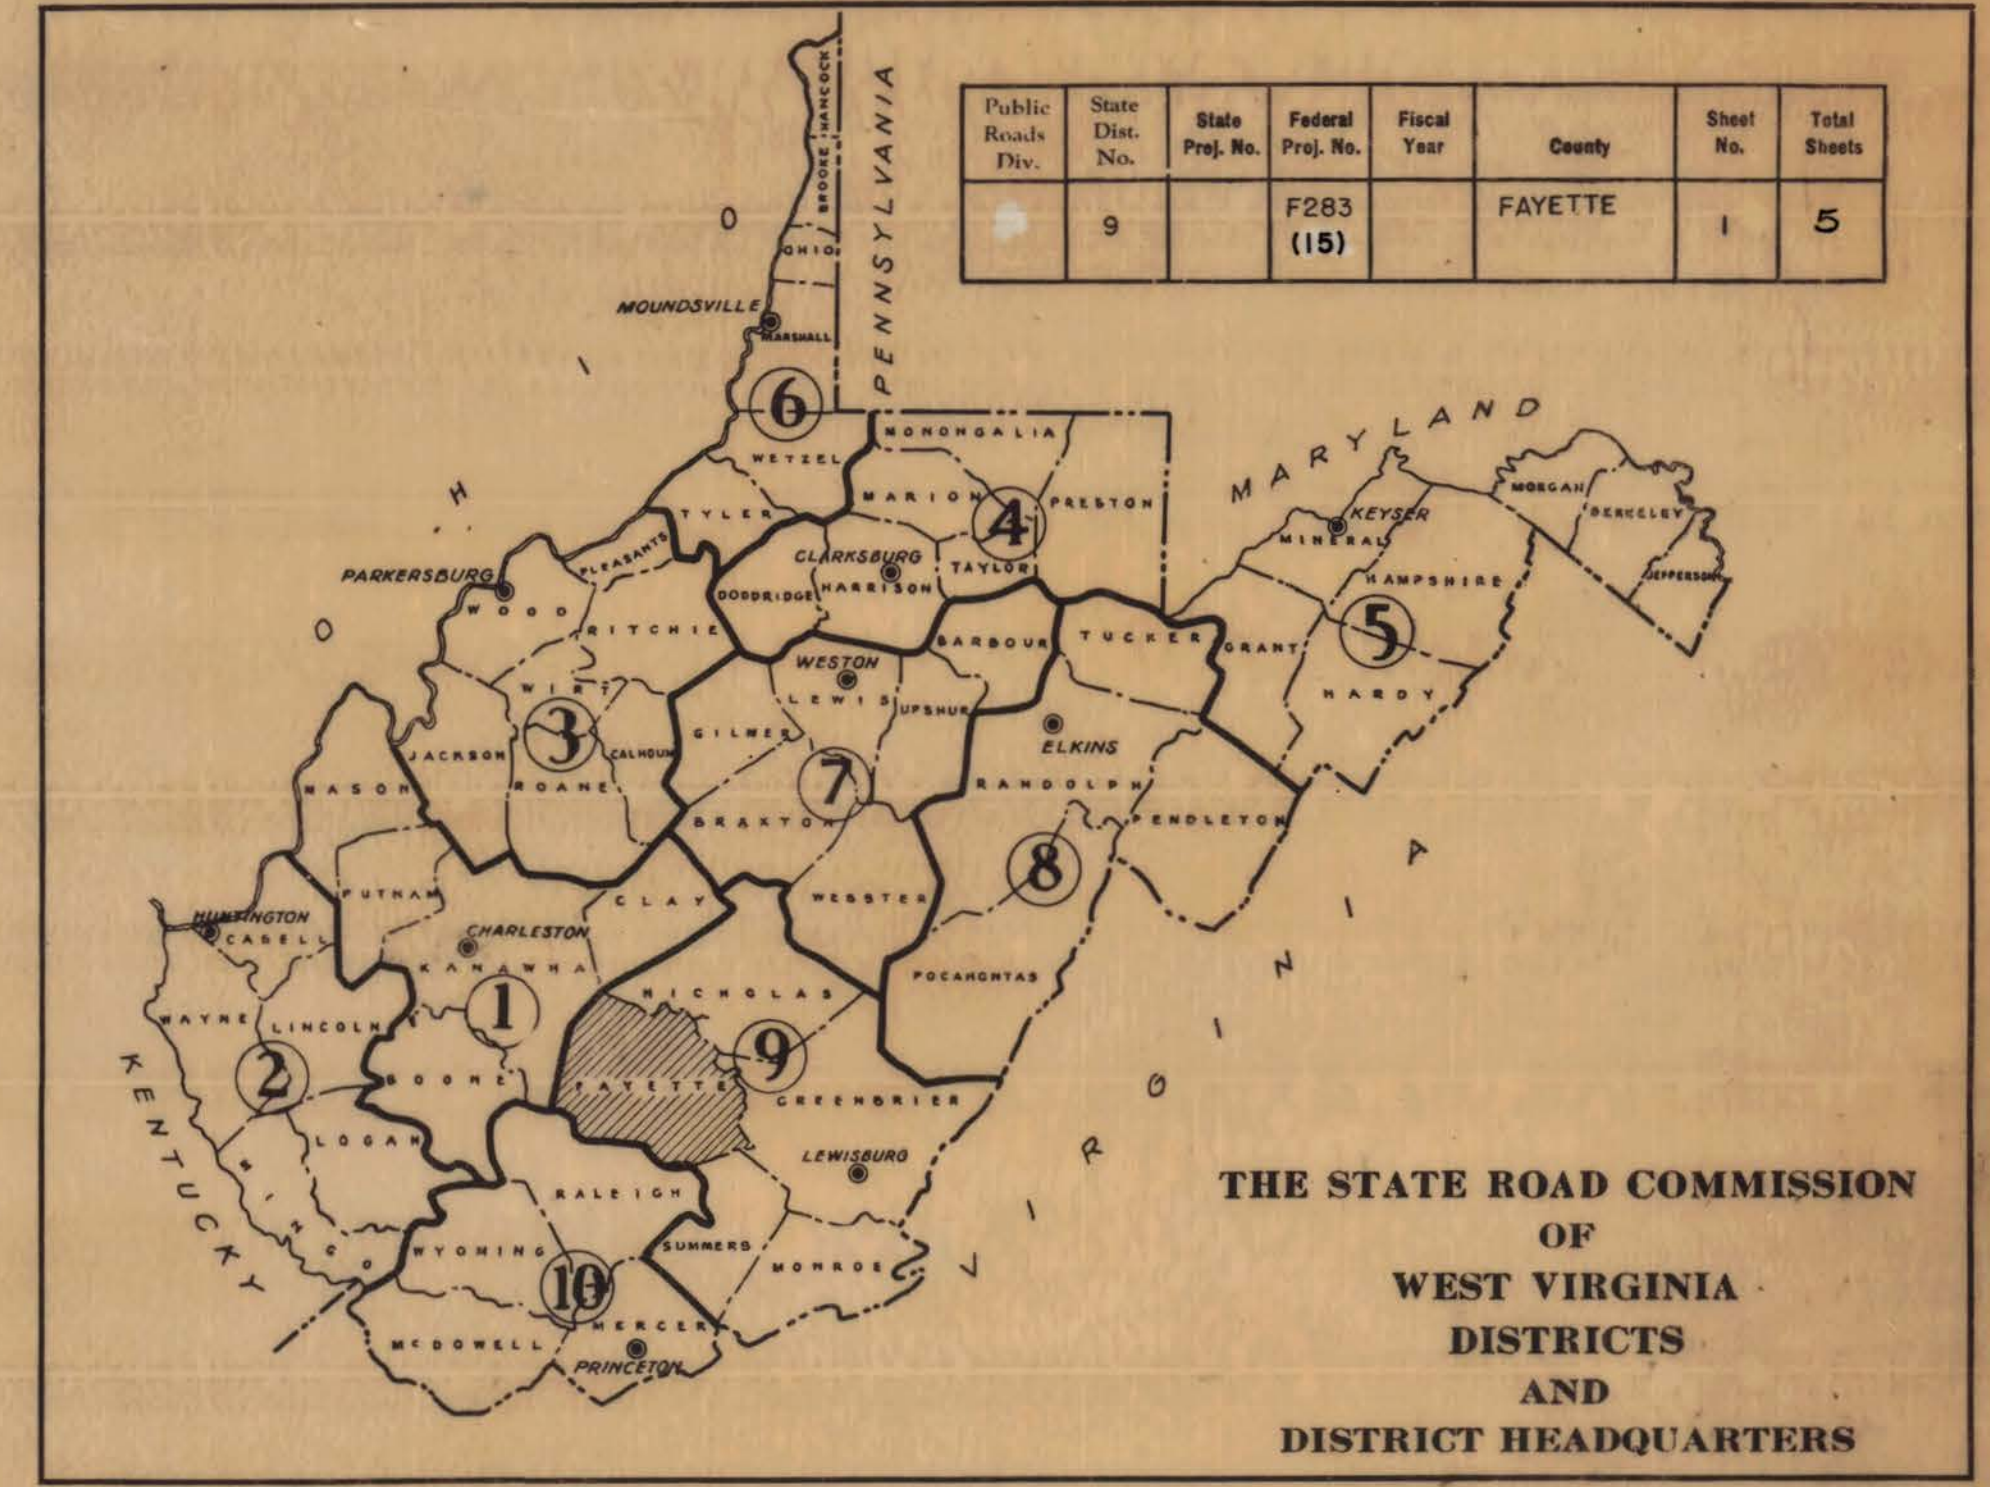 Public Roads Div. State Dist. No. State Proj. No. Federal Proj. No. Fiscal Year County Sheet No. Total Sheets
9 F283 (15) FAYETTE 1 5
PENNSYLVANIA
HANCOCK
BROOKE
OHIO
MOUNDSVILLE
MARSHALL
6
WETZEL
TYLER
OHIO
MARYLAND
MONONGALIA
MARION
4
PRESTON
CLARKSBURG
DODDRIDGE
HARRISON
TAYLOR
MORGAN
BERKELEY
JEFFERSON
KEYSER
MINERAL
HAMPSHIRE
5
GRANT
HARDY
PLEASANTS
PARKERSBURG
WOOD
RITCHIE
WIRT
3
JACKSON
ROANE
CALHOUN
WESTON
LEWIS
UPSHUR
BARBOUR
GILMER
7
BRAXTON
WEBSTER
TUCKER
ELKINS
RANDOLPH
PENDLETON
8
POCAHONTAS
MASON
PUTNAM
CLAY
CHARLESTON
KANAWHA
1
BOONE
HUNTINGTON
CABELL
WAYNE
LINCOLN
2
LOGAN
MINGO
KENTUCKY
NICHOLAS
9
FAYETTE
GREENBRIER
LEWISBURG
SUMMERS
MONROE
RALEIGH
WYOMING
10
MCDOWELL
MERCER
PRINCETON
VIRGINIA
THE STATE ROAD COMMISSION
OF
WEST VIRGINIA
DISTRICTS
AND
DISTRICT HEADQUARTERS